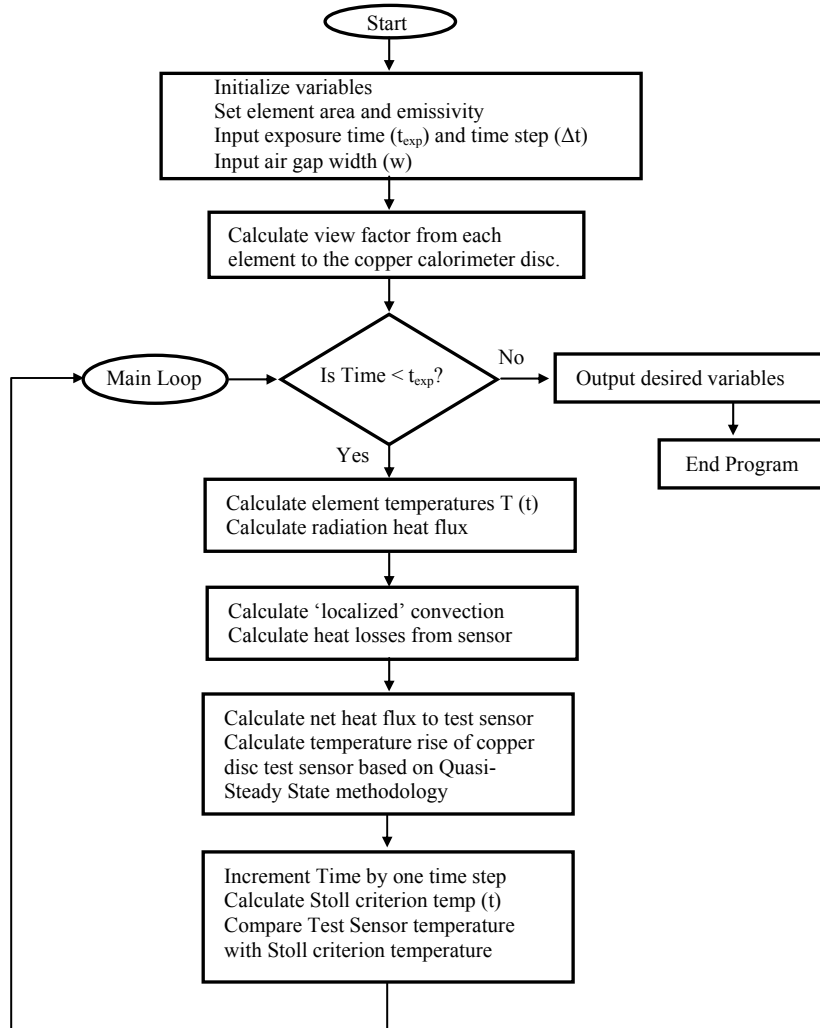 Start
Initialize variables
Set element area and emissivity
Input exposure time (t_exp) and time step (Δt)
Input air gap width (w)
Calculate view factor from each
element to the copper calorimeter disc.
Main Loop
Is Time < t_exp?
No
Output desired variables
End Program
Yes
Calculate element temperatures T (t)
Calculate radiation heat flux
Calculate ‘localized’ convection
Calculate heat losses from sensor
Calculate net heat flux to test sensor
Calculate temperature rise of copper
disc test sensor based on Quasi-
Steady State methodology
Increment Time by one time step
Calculate Stoll criterion temp (t)
Compare Test Sensor temperature
with Stoll criterion temperature